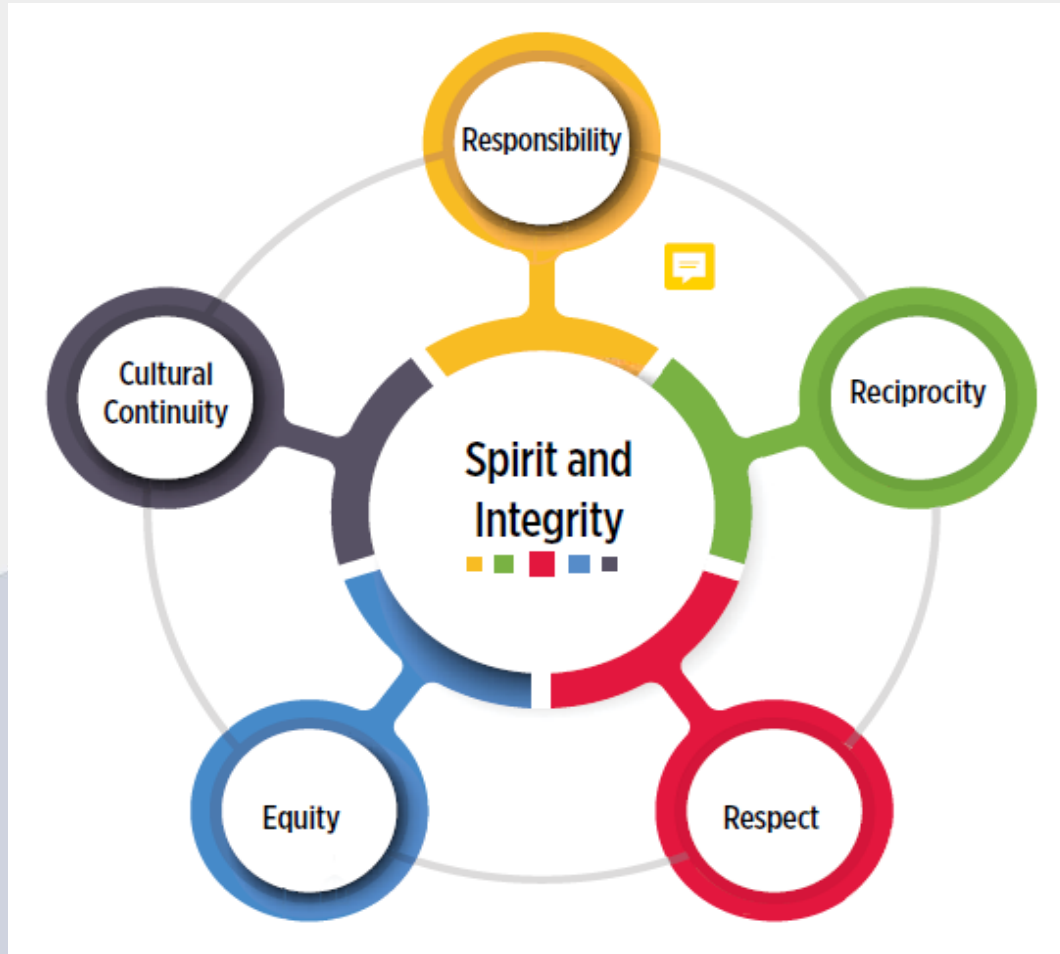 Responsibility
Reciprocity
Cultural
Continuity
Spirit and
Integrity
Equity
Respect